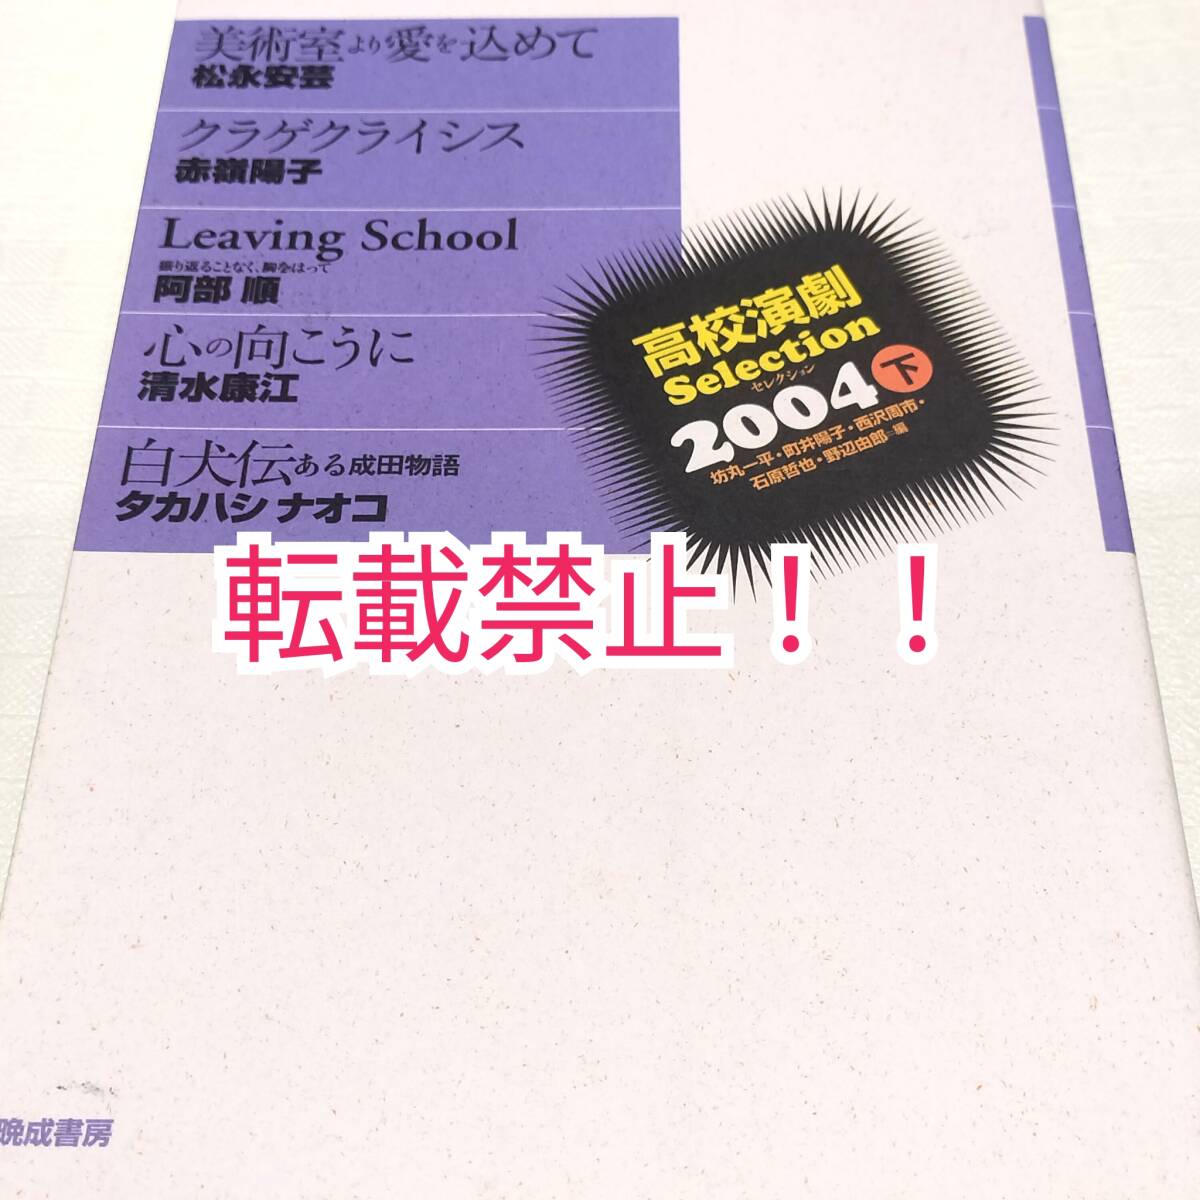 美術室より愛を込めて
松永安芸
クラゲクライシス
赤嶺陽子
Leaving School
振り返ることなく、胸をはって
阿部 順
心の向こうに
清水康江
白犬伝ある成田物語
タカハシ ナオコ
高校演劇
Selection
セレクション
2004下
坊丸一平・町井陽子・西沢周市・
石原哲也・野辺由郎=編
転載禁止!!
晩成書房